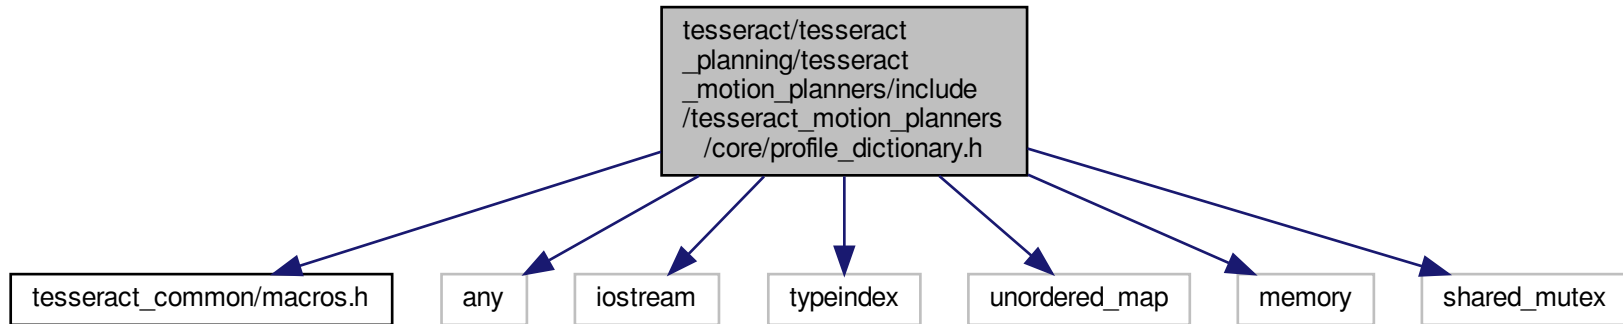 tesseract/tesseract
_planning/tesseract
_motion_planners/include
/tesseract_motion_planners
/core/profile_dictionary.h
tesseract_common/macros.h
any
iostream
typeindex
unordered_map
memory
shared_mutex